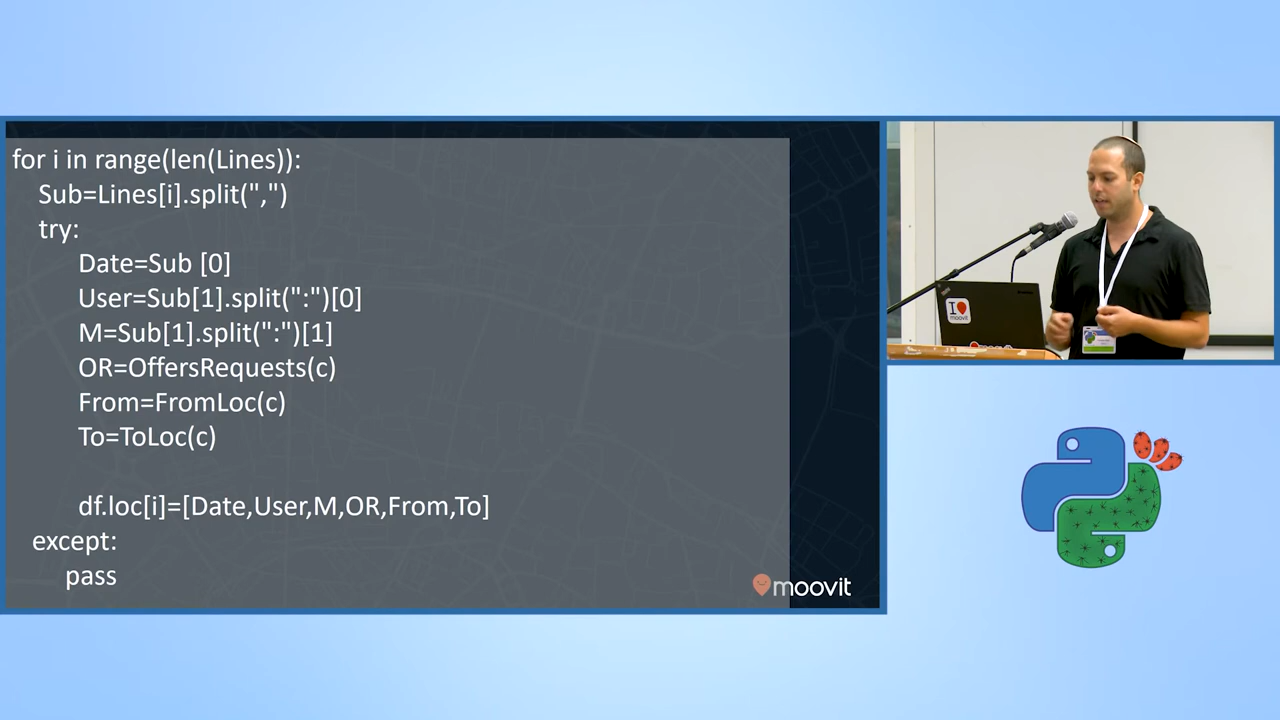 for i in range(len(Lines)):
Sub=Lines[i].split(",")
try:
Date=Sub [0]
User=Sub[1].split(":")[0]
M=Sub[1].split(":")[1]
OR=OffersRequests(c)
From=FromLoc(c)
To=ToLoc(c)
df.loc[i]=[Date,User,M,OR,From,To]
except:
pass
moovit
I
moovit